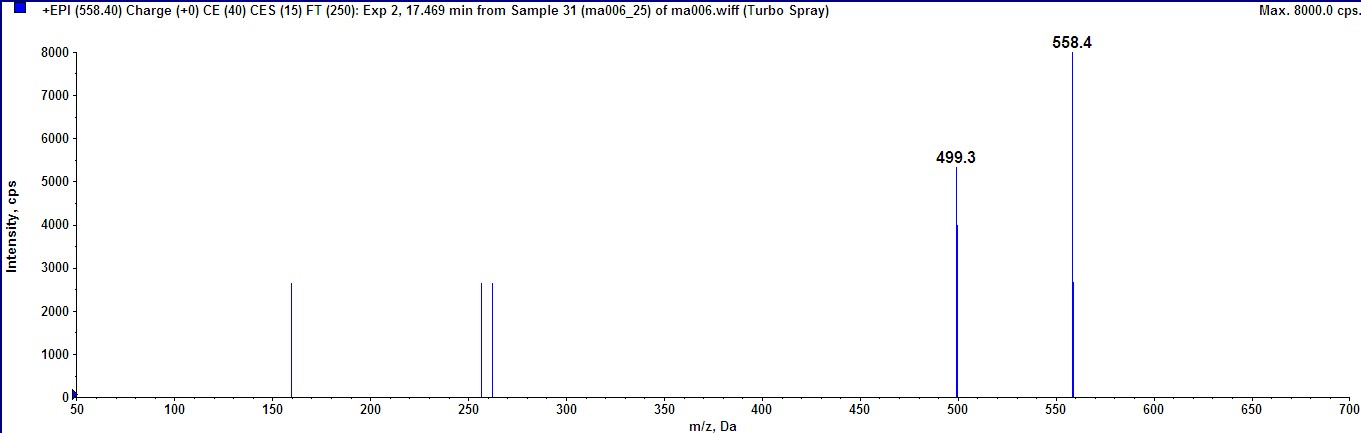 +EPI (558.40) Charge (+0) CE (40) CES (15) FT (250): Exp 2, 17.469 min from Sample 31 (ma006_25) of ma006.wiff (Turbo Spray) Max. 8000.0 cps.
558.4
499.3
8000
7000
6000
5000
4000
3000
2000
1000
0
Intensity, cps
50 100 150 200 250 300 350 400 450 500 550 600 650 700
m/z, Da